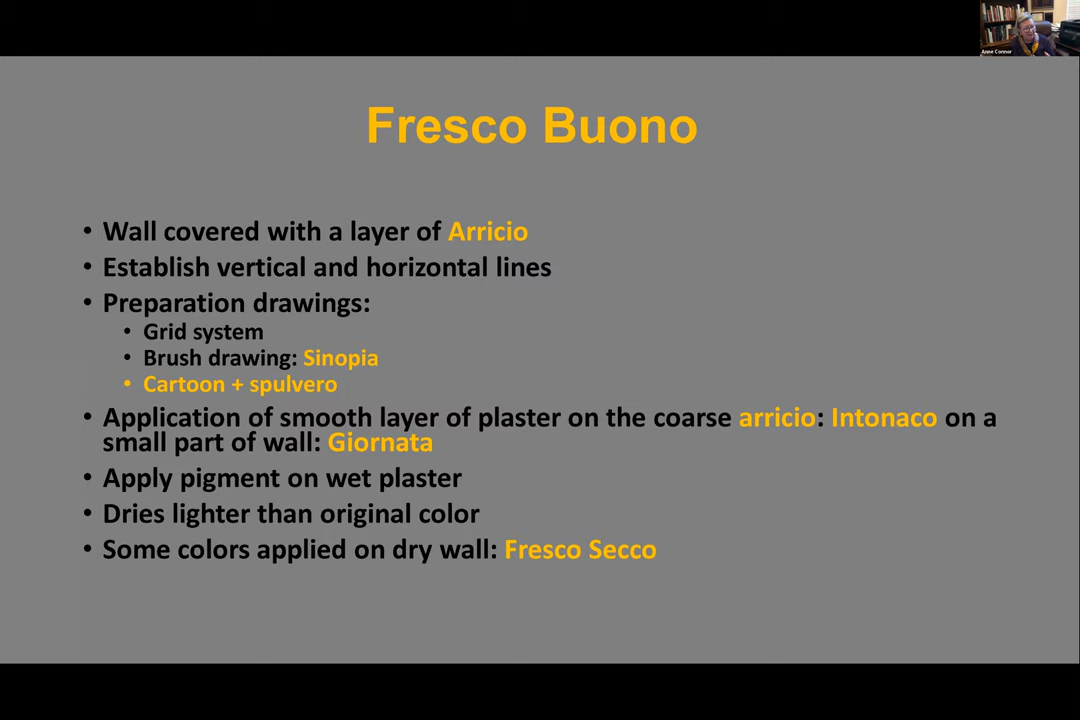 Anne Connor
Fresco Buono
• Wall covered with a layer of Arricio
• Establish vertical and horizontal lines
• Preparation drawings:
• Grid system
• Brush drawing: Sinopia
• Cartoon + spulvero
• Application of smooth layer of plaster on the coarse arricio: Intonaco on a
small part of wall: Giornata
• Apply pigment on wet plaster
• Dries lighter than original color
• Some colors applied on dry wall: Fresco Secco